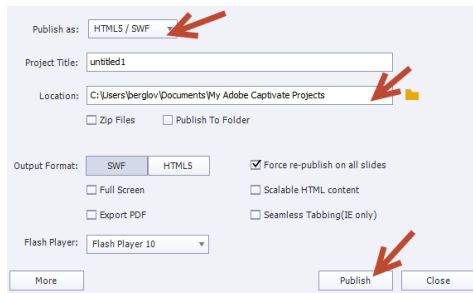 Publish as: HTML5 / SWF
Project Title: untitled1
Location: C:\Users\berglov\Documents\My Adobe Captivate Projects
Zip Files Publish To Folder
Output Format: SWF HTML5 Force re-publish on all slides
Full Screen Scalable HTML content
Export PDF Seamless Tabbing(IE only)
Flash Player: Flash Player 10
More Publish Close